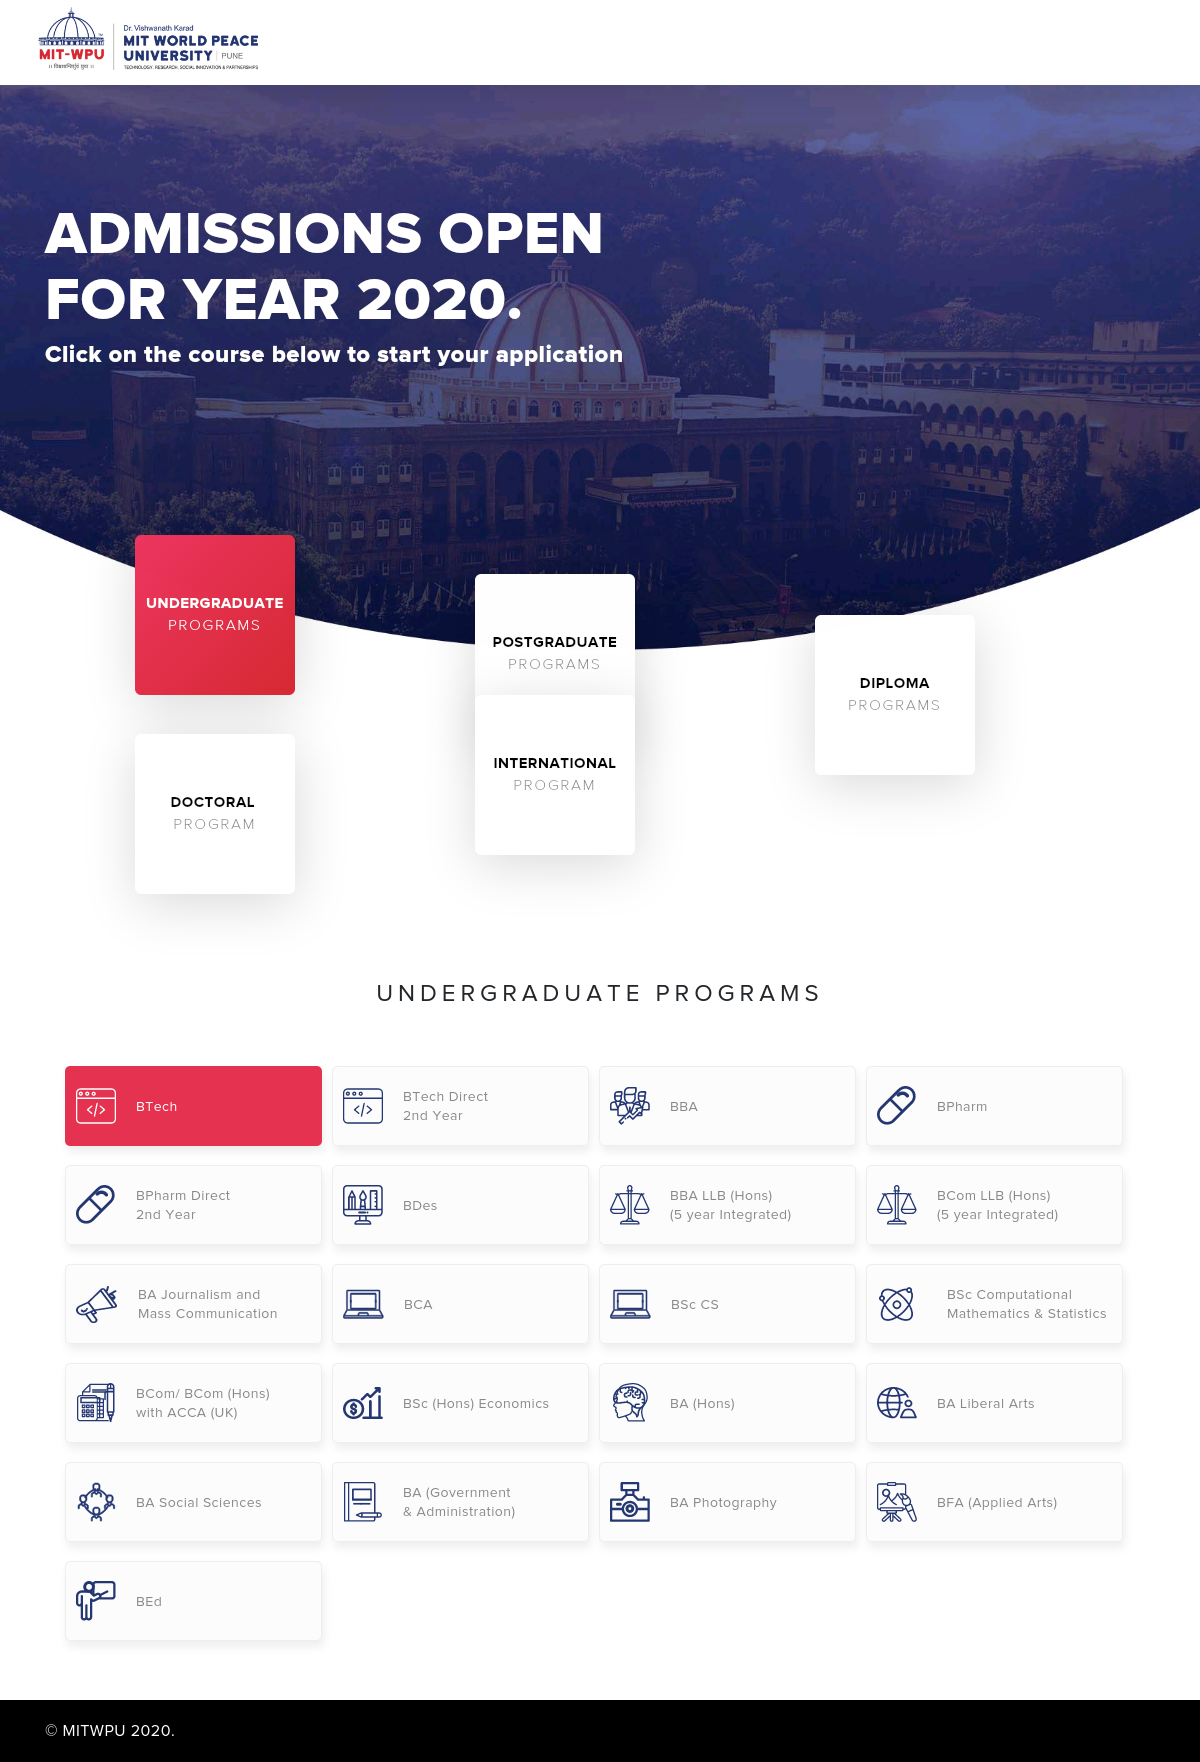 MIT-WPU
|| विश्वशान्तिर्ध्रुवं ध्रुवा ||
Dr. Vishwanath Karad
MIT WORLD PEACE
UNIVERSITY | PUNE
TECHNOLOGY, RESEARCH, SOCIAL INNOVATION & PARTNERSHIPS
ADMISSIONS OPEN
FOR YEAR 2020.
Click on the course below to start your application
UNDERGRADUATE
PROGRAMS
POSTGRADUATE
PROGRAMS
DIPLOMA
PROGRAMS
DOCTORAL
PROGRAM
INTERNATIONAL
PROGRAM
UNDERGRADUATE PROGRAMS
BTech
BTech Direct
2nd Year
BBA
BPharm
BPharm Direct
2nd Year
BDes
BBA LLB (Hons)
(5 year Integrated)
BCom LLB (Hons)
(5 year Integrated)
BA Journalism and
Mass Communication
BCA
BSc CS
BSc Computational
Mathematics & Statistics
BCom/ BCom (Hons)
with ACCA (UK)
BSc (Hons) Economics
BA (Hons)
BA Liberal Arts
BA Social Sciences
BA (Government
& Administration)
BA Photography
BFA (Applied Arts)
BEd
© MITWPU 2020.